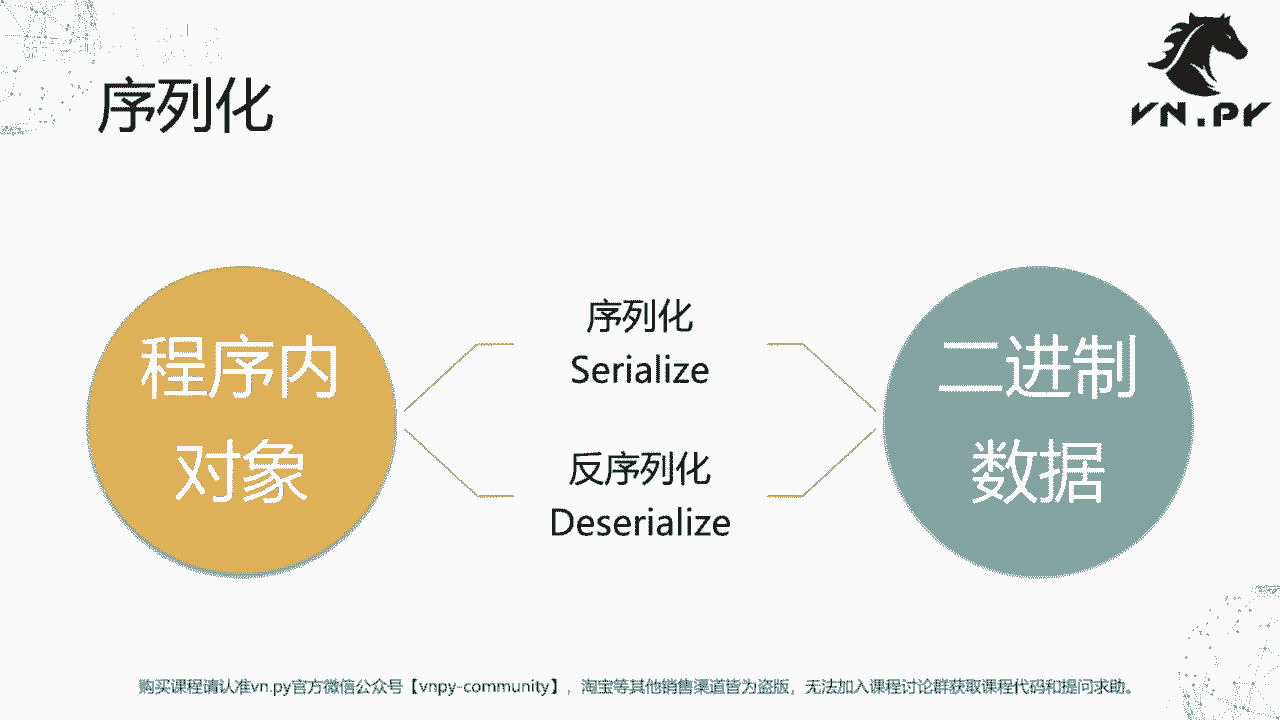 序列化
VN.PY
程序内
对象
序列化
Serialize
反序列化
Deserialize
二进制
数据
购买课程请认准vn.py官方微信公众号【vnpy-community】，淘宝等其他销售渠道皆为盗版，无法加入课程讨论群获取课程代码和提问求助。